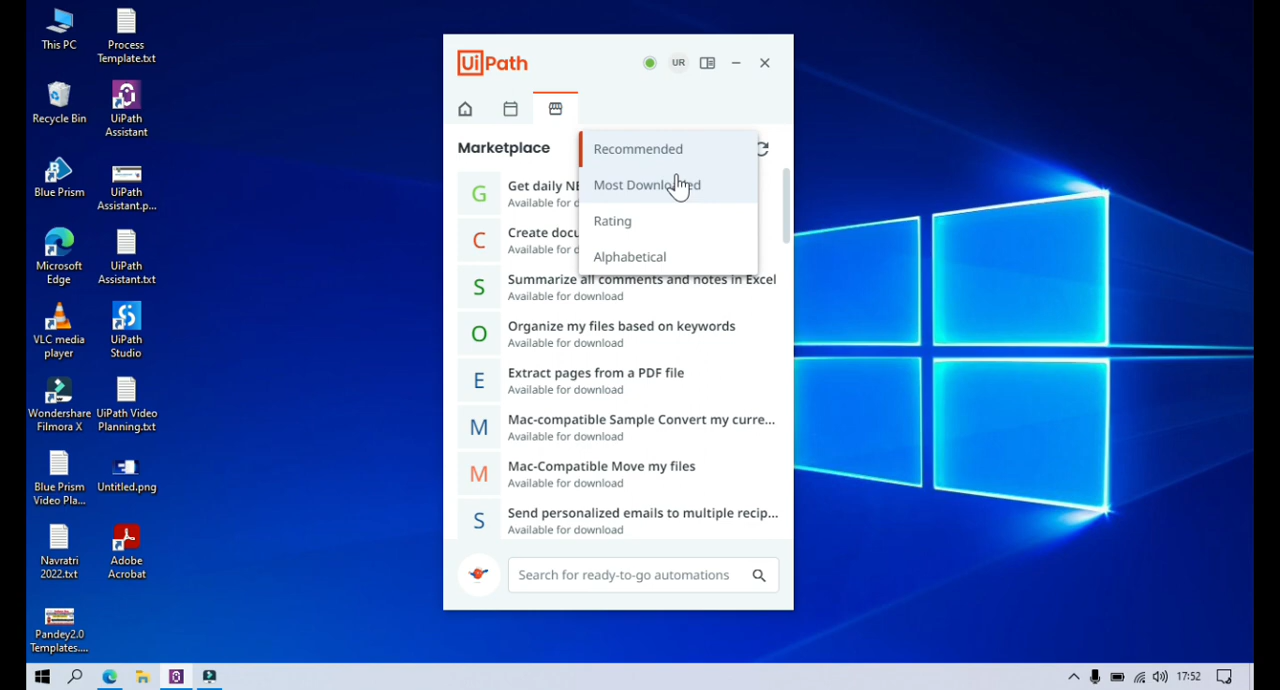 This PC
Process
Template.txt
Recycle Bin
UiPath
Assistant
Blue Prism
UiPath
Assistant.p...
Microsoft
Edge
UiPath
Assistant.txt
VLC media
player
UiPath
Studio
Wondershare
Filmora X
UiPath Video
Planning.txt
Blue Prism
Video Pla...
Untitled.png
Navratri
2022.txt
Adobe
Acrobat
Pandey2.0
Templates....
UiPath
UR
Marketplace
Recommended
Most Downloaded
Rating
Alphabetical
G
Get daily NE
Available for d
C
Create docu
Available for d
S
Summarize all comments and notes in Excel
Available for download
O
Organize my files based on keywords
Available for download
E
Extract pages from a PDF file
Available for download
M
Mac-compatible Sample Convert my curre...
Available for download
M
Mac-Compatible Move my files
Available for download
S
Send personalized emails to multiple recip...
Available for download
Search for ready-to-go automations
17:52